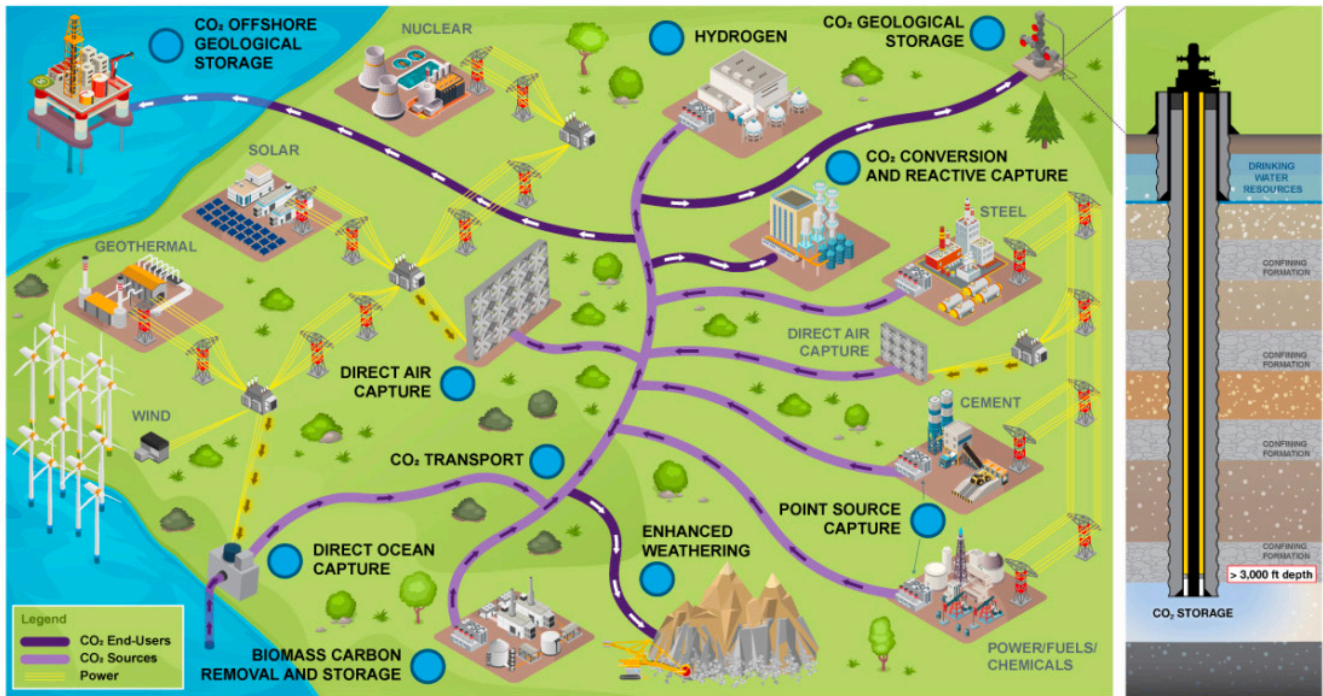 CO₂ OFFSHORE
GEOLOGICAL
STORAGE
NUCLEAR
HYDROGEN
CO₂ GEOLOGICAL
STORAGE
SOLAR
CO₂ CONVERSION
AND REACTIVE CAPTURE
STEEL
GEOTHERMAL
DIRECT AIR
CAPTURE
DIRECT AIR
CAPTURE
WIND
CEMENT
CO₂ TRANSPORT
POINT SOURCE
CAPTURE
DIRECT OCEAN
CAPTURE
ENHANCED
WEATHERING
BIOMASS CARBON
REMOVAL AND STORAGE
POWER/FUELS/
CHEMICALS
Legend
CO₂ End-Users
CO₂ Sources
Power
DRINKING
WATER
RESOURCES
CONFINING
FORMATION
CONFINING
FORMATION
CONFINING
FORMATION
CONFINING
FORMATION
> 3,000 ft depth
CO₂ STORAGE